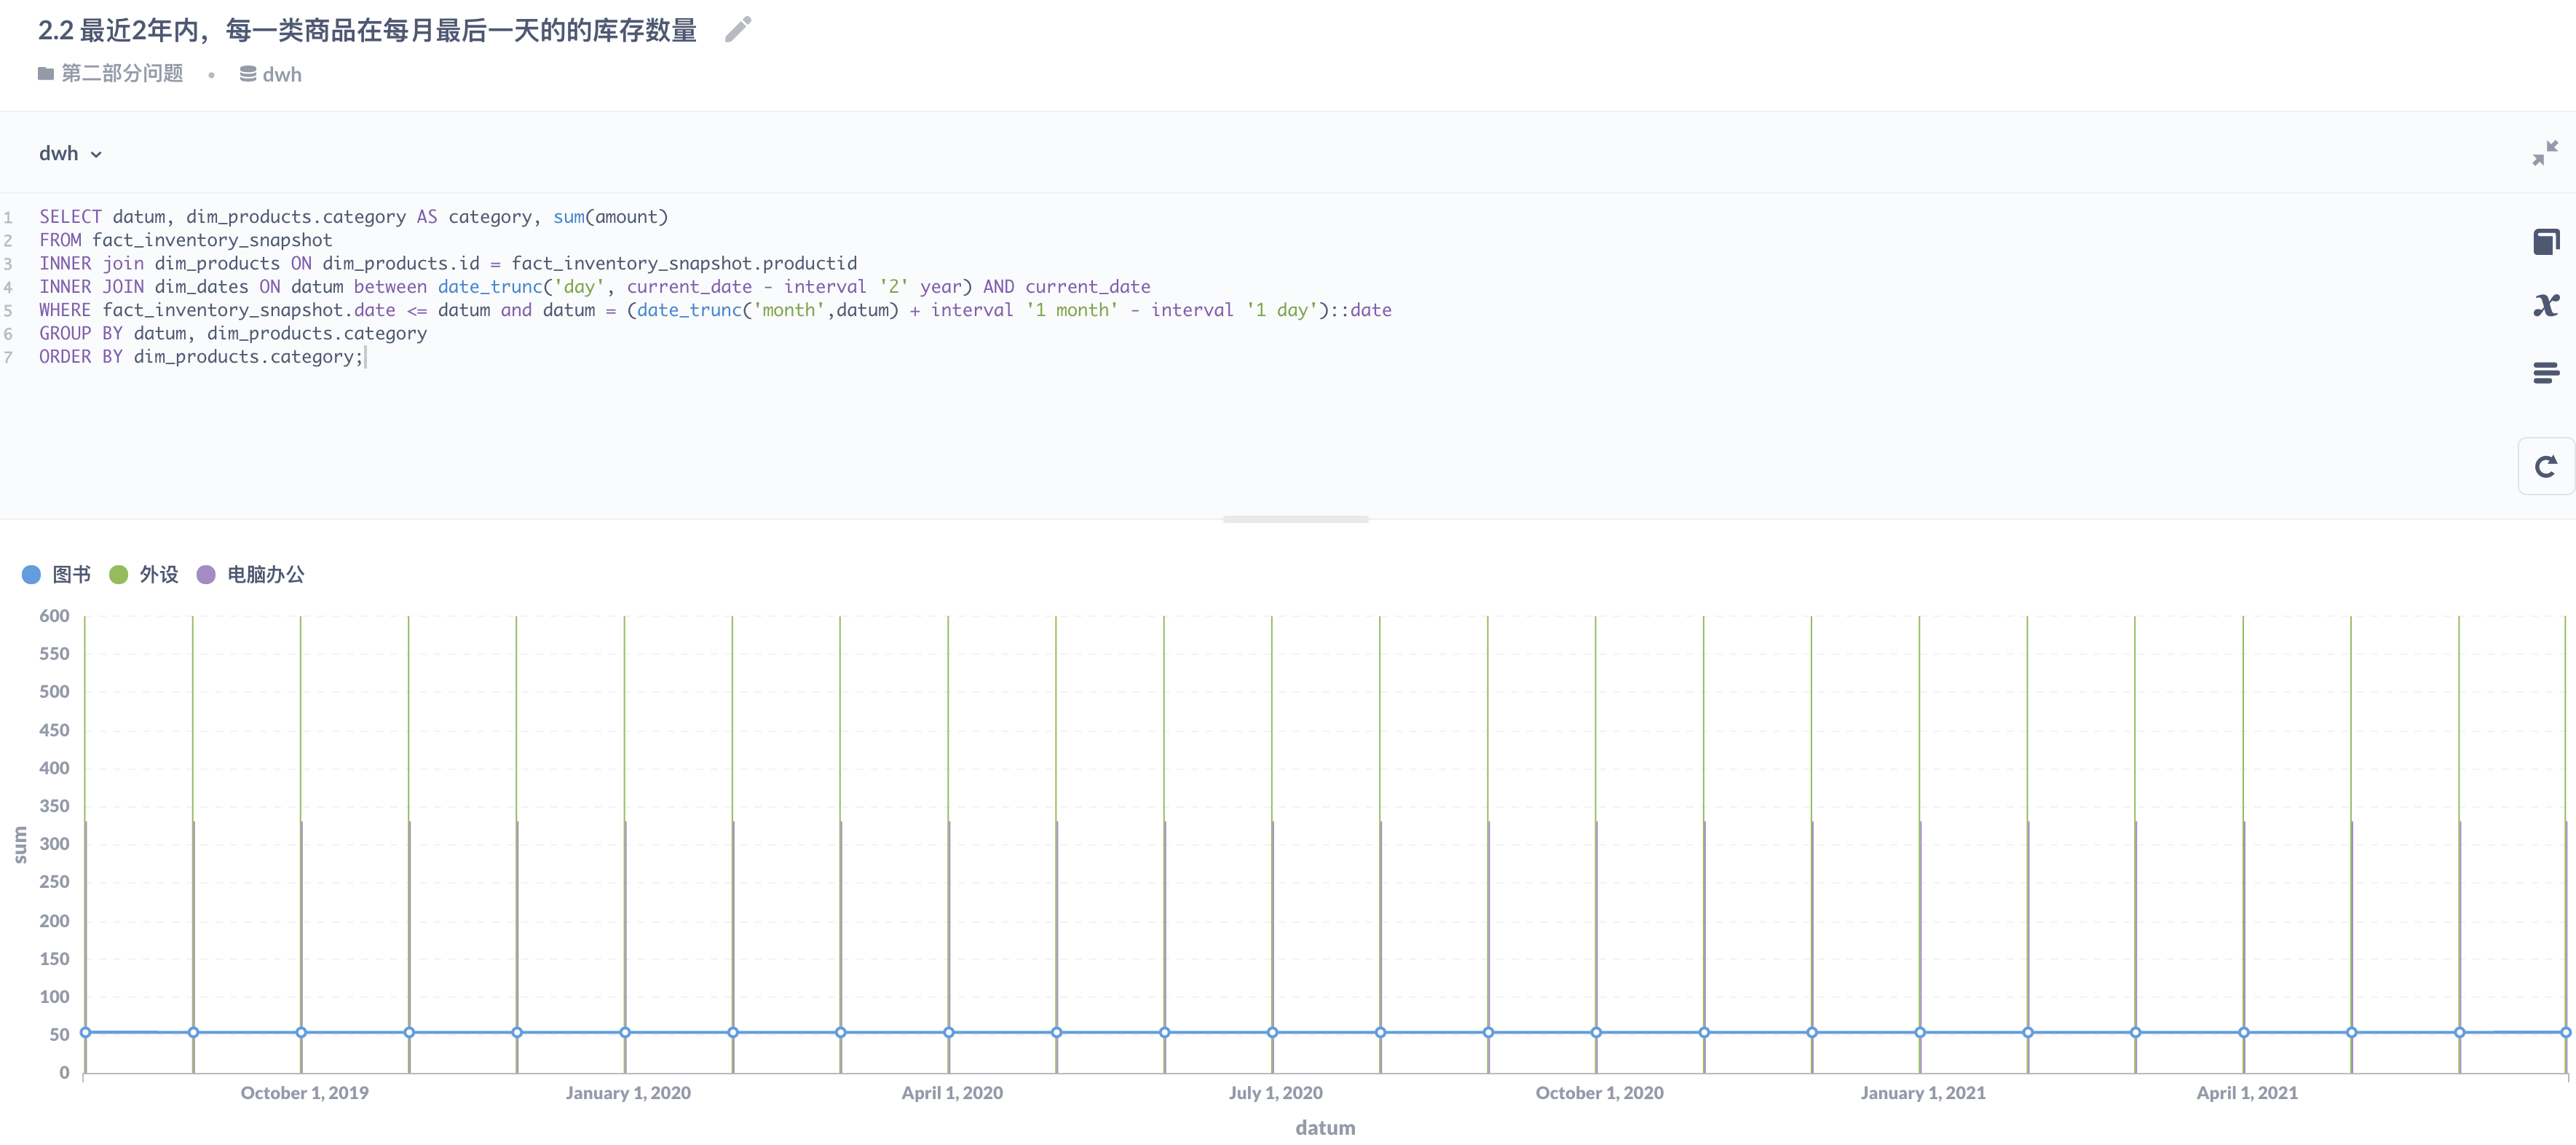 2.2 最近2年内，每一类商品在每月最后一天的的库存数量
第二部分问题 • dwh
dwh
1 SELECT datum, dim_products.category AS category, sum(amount)
2 FROM fact_inventory_snapshot
3 INNER join dim_products ON dim_products.id = fact_inventory_snapshot.productid
4 INNER JOIN dim_dates ON datum between date_trunc('day', current_date - interval '2' year) AND current_date
5 WHERE fact_inventory_snapshot.date <= datum and datum = (date_trunc('month',datum) + interval '1 month' - interval '1 day')::date
6 GROUP BY datum, dim_products.category
7 ORDER BY dim_products.category;
x
图书 外设 电脑办公
600
550
500
450
400
350
300
250
200
150
100
50
0
sum
October 1, 2019 January 1, 2020 April 1, 2020 July 1, 2020 October 1, 2020 January 1, 2021 April 1, 2021
datum